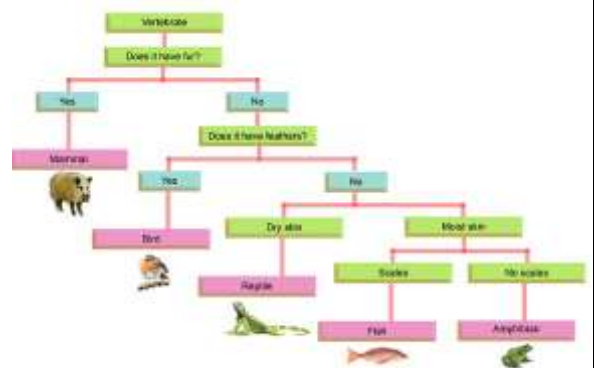 Vertebrate
Does it have fur?
Yes
No
Does it have feathers?
Mammal
Yes
No
Dry skin
Moist skin
Bird
Scales
No scales
Reptile
Fish
Amphibian